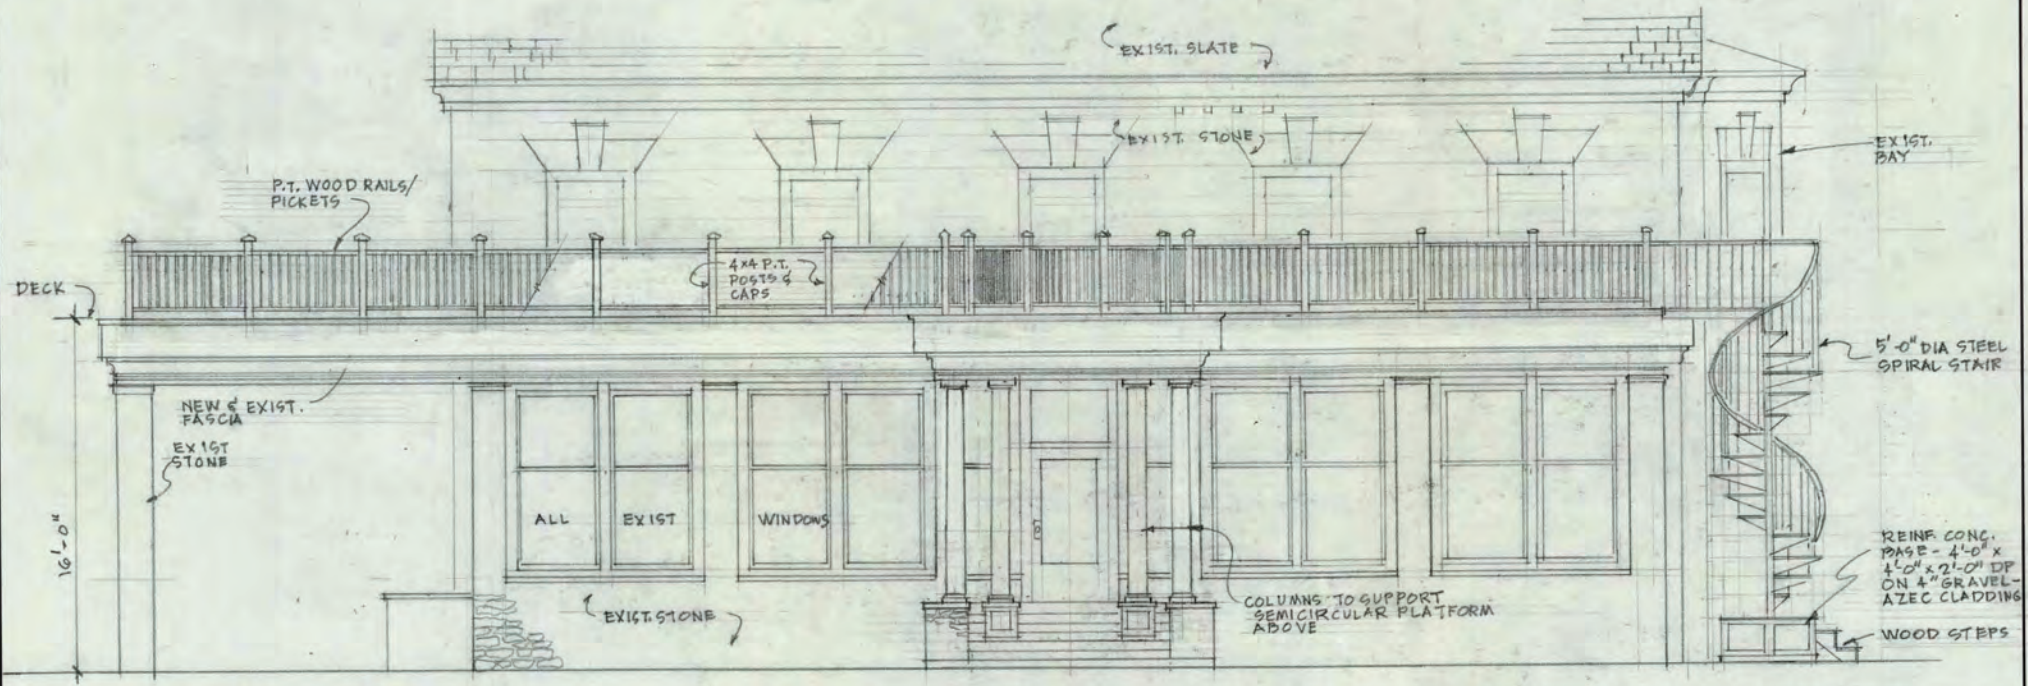 EXIST. SLATE
EXIST. STONE
EXIST.
BAY
P.T. WOOD RAILS/
PICKETS
4x4 P.T.
POSTS &
CAPS
DECK
5'-0" DIA STEEL
SPIRAL STAIR
NEW & EXIST.
FASCIA
EXIST
STONE
16'-0"
ALL EXIST WINDOWS
REINF. CONC.
BASE - 4'-0" x
4'-0" x 2'-0" DP
ON 4" GRAVEL-
AZEC CLADDING
EXIST. STONE
COLUMNS TO SUPPORT
SEMICIRCULAR PLATFORM
ABOVE
WOOD STEPS